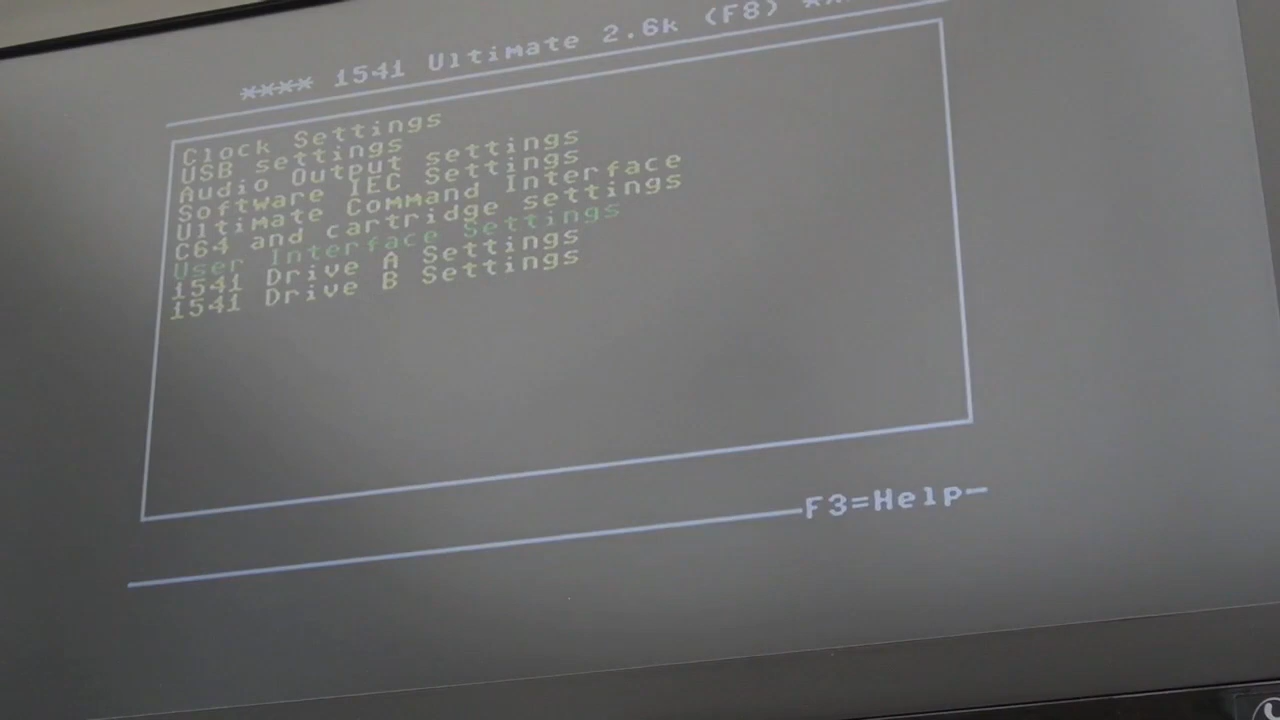 **** 1541 Ultimate 2.6k (F8) ***
Clock Settings
USB settings
Audio Output settings
Software IEC Settings
Ultimate Command Interface
C64 and cartridge settings
User Interface Settings
1541 Drive A Settings
1541 Drive B Settings
F3=Help